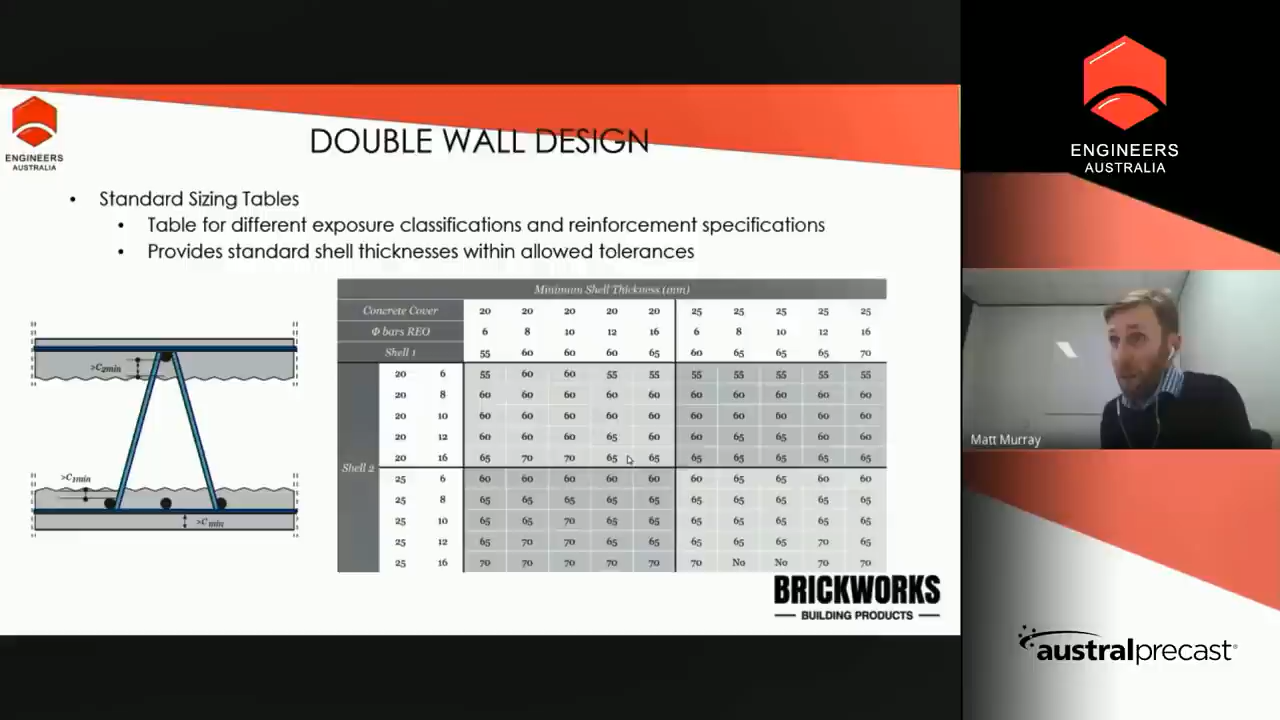 ENGINEERS
AUSTRALIA
DOUBLE WALL DESIGN
• Standard Sizing Tables
• Table for different exposure classifications and reinforcement specifications
• Provides standard shell thicknesses within allowed tolerances
>C2min
>C1min
>Cmin
Minimum Shell Thickness (mm)
Concrete Cover 20 20 20 20 20 25 25 25 25 25
Φ bars REO 6 8 10 12 16 6 8 10 12 16
Shell 1 55 60 60 60 65 60 65 65 65 70
Shell 2
20 6 55 60 60 55 55 55 55 55 55 55
20 8 60 60 60 60 60 60 60 60 60 60
20 10 60 60 60 60 60 60 60 60 60 60
20 12 60 60 60 65 60 60 65 65 60 60
20 16 65 70 70 65 65 65 65 65 65 65
25 6 60 60 60 60 60 60 65 65 60 60
25 8 65 65 65 65 65 65 65 65 65 65
25 10 65 65 70 65 65 65 65 65 65 65
25 12 65 70 70 65 65 65 65 65 70 65
25 16 70 70 70 70 70 70 No No 70 70
BRICKWORKS
BUILDING PRODUCTS
ENGINEERS
AUSTRALIA
Matt Murray
australprecast®